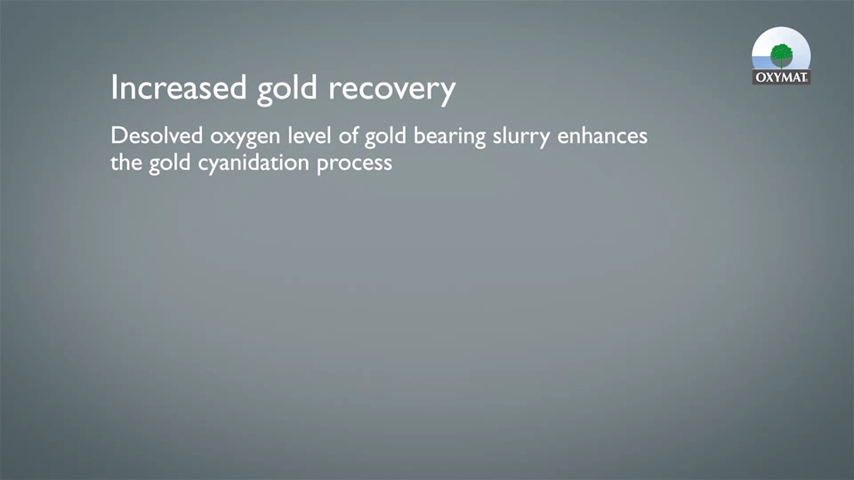 Increased gold recovery
OXYMAT
Desolved oxygen level of gold bearing slurry enhances
the gold cyanidation process